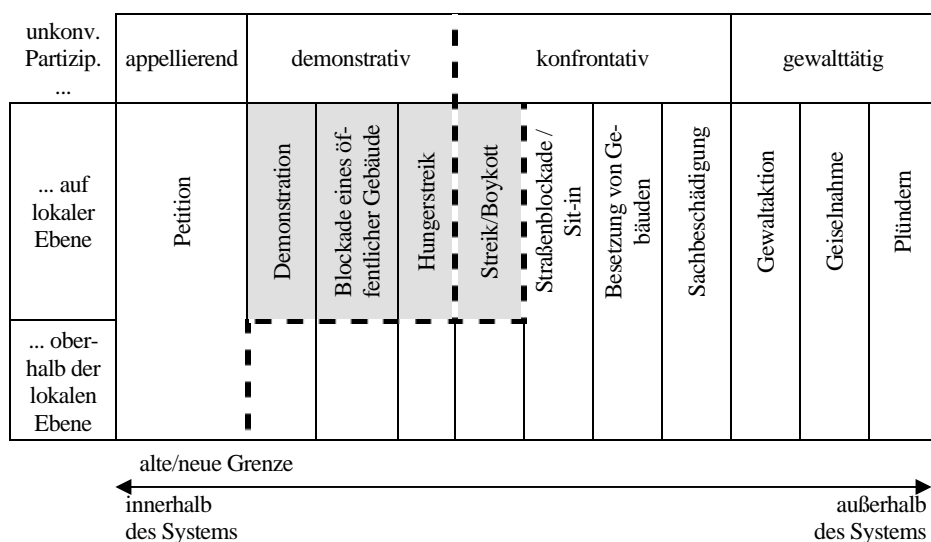 unkonv.
Partizip.
...
appellierend
demonstrativ
konfrontativ
gewalttätig
... auf
lokaler
Ebene
Petition
Demonstration
Blockade eines öf-
fentlicher Gebäude
Hungerstreik
Streik/Boykott
Straßenblockade /
Sit-in
Besetzung von Ge-
bäuden
Sachbeschädigung
Gewaltaktion
Geiselnahme
Plündern
... ober-
halb der
lokalen
Ebene
alte/neue Grenze
innerhalb
des Systems
außerhalb
des Systems